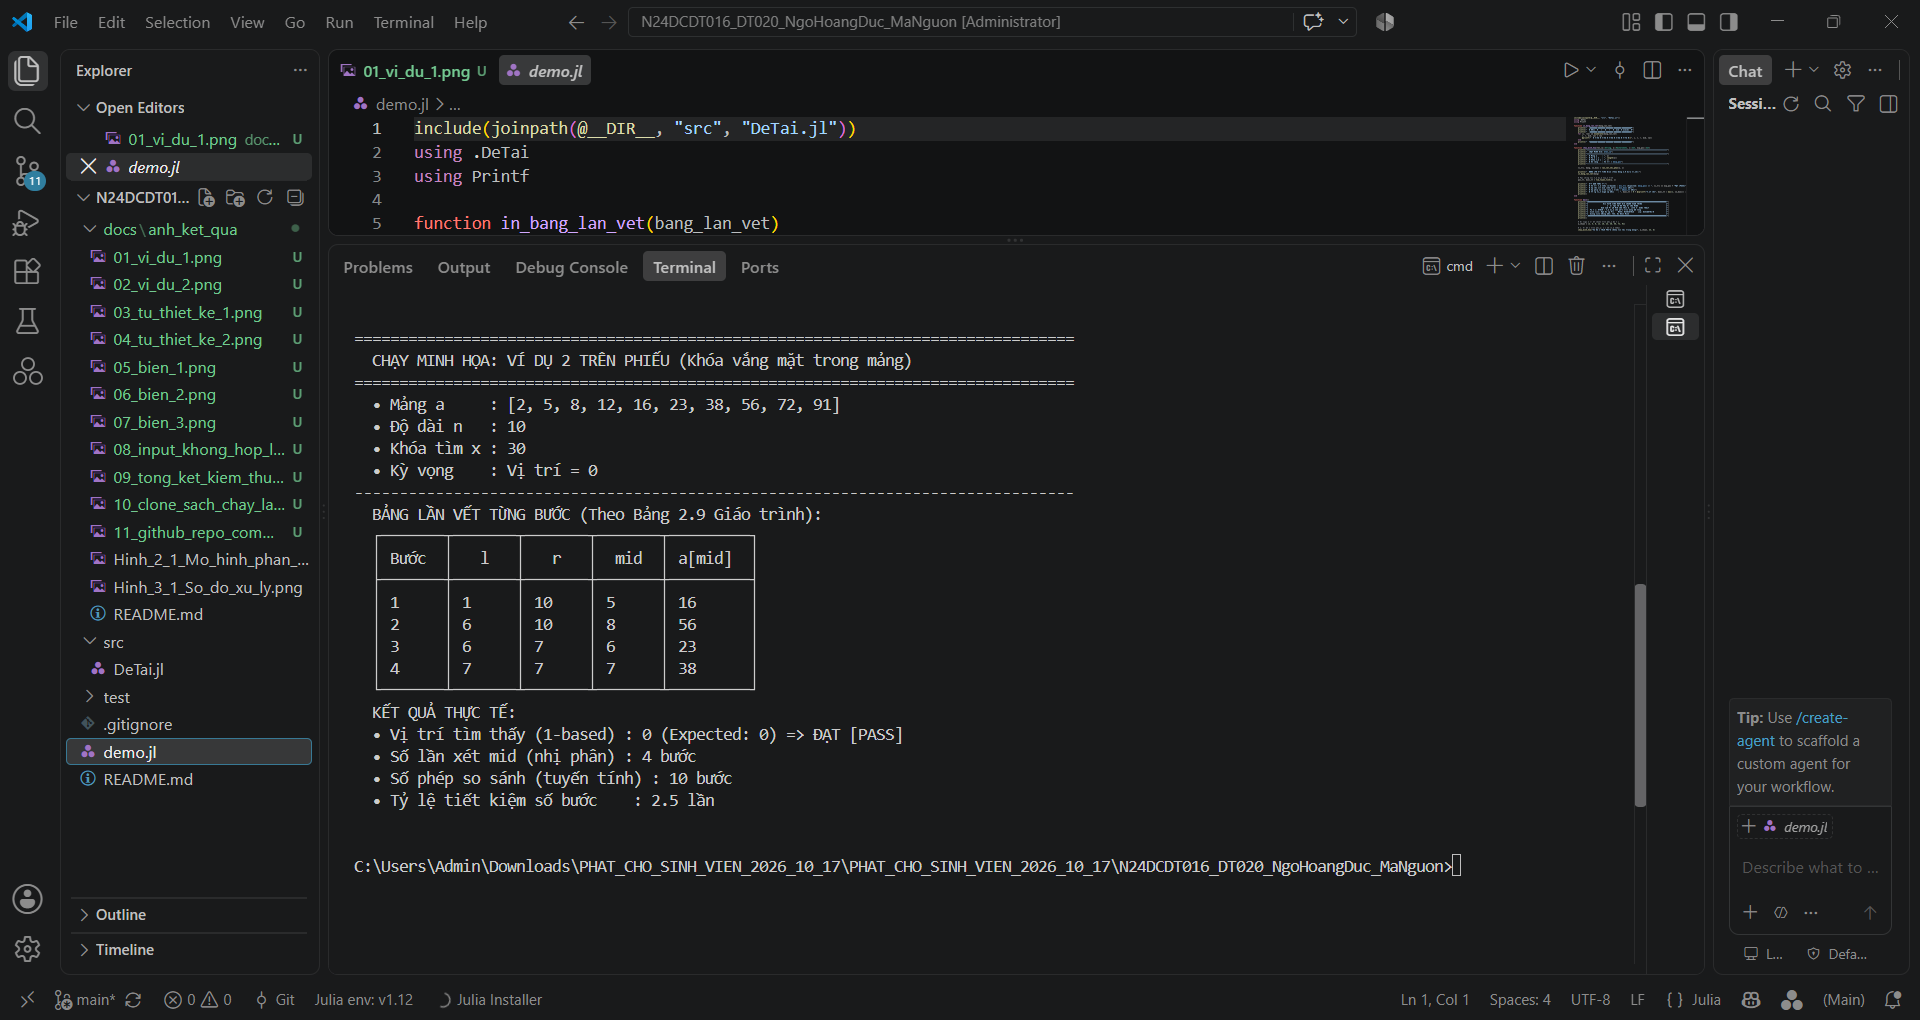 File Edit Selection View Go Run Terminal Help
N24DCDT016_DT020_NgoHoangDuc_MaNguon [Administrator]
Explorer
Open Editors
01_vi_du_1.png doc... U
demo.jl
N24DCDT01...
docs\anh_ket_qua
01_vi_du_1.png U
02_vi_du_2.png U
03_tu_thiet_ke_1.png U
04_tu_thiet_ke_2.png U
05_bien_1.png U
06_bien_2.png U
07_bien_3.png U
08_input_khong_hop_l... U
09_tong_ket_kiem_thu... U
10_clone_sach_chay_la... U
11_github_repo_com... U
Hinh_2_1_Mo_hinh_phan_...
Hinh_3_1_So_do_xu_ly.png
README.md
src
DeTai.jl
test
.gitignore
demo.jl
README.md
Outline
Timeline
11
01_vi_du_1.png U demo.jl
demo.jl > ...
1 include(joinpath(@__DIR__, "src", "DeTai.jl"))
2 using .DeTai
3 using Printf
4
5 function in_bang_lan_vet(bang_lan_vet)
Problems Output Debug Console Terminal Ports
cmd
================================================================================
CHẠY MINH HỌA: VÍ DỤ 2 TRÊN PHIẾU (Khóa vắng mặt trong mảng)
================================================================================
• Mảng a : [2, 5, 8, 12, 16, 23, 38, 56, 72, 91]
• Độ dài n : 10
• Khóa tìm x : 30
• Kỳ vọng : Vị trí = 0
--------------------------------------------------------------------------------
BẢNG LẦN VẾT TỪNG BƯỚC (Theo Bảng 2.9 Giáo trình):
Bước l r mid a[mid]
1 1 10 5 16
2 6 10 8 56
3 6 7 6 23
4 7 7 7 38
KẾT QUẢ THỰC TẾ:
• Vị trí tìm thấy (1-based) : 0 (Expected: 0) => ĐẠT [PASS]
• Số lần xét mid (nhị phân) : 4 bước
• Số phép so sánh (tuyến tính) : 10 bước
• Tỷ lệ tiết kiệm số bước : 2.5 lần
C:\Users\Admin\Downloads\PHAT_CHO_SINH_VIEN_2026_10_17\PHAT_CHO_SINH_VIEN_2026_10_17\N24DCDT016_DT020_NgoHoangDuc_MaNguon>
Chat
Sessi...
Tip: Use /create-
agent to scaffold a
custom agent for
your workflow.
demo.jl
Describe what to ...
L... Defa...
main* 0 0 Git Julia env: v1.12 Julia Installer
Ln 1, Col 1 Spaces: 4 UTF-8 LF { } Julia (Main)